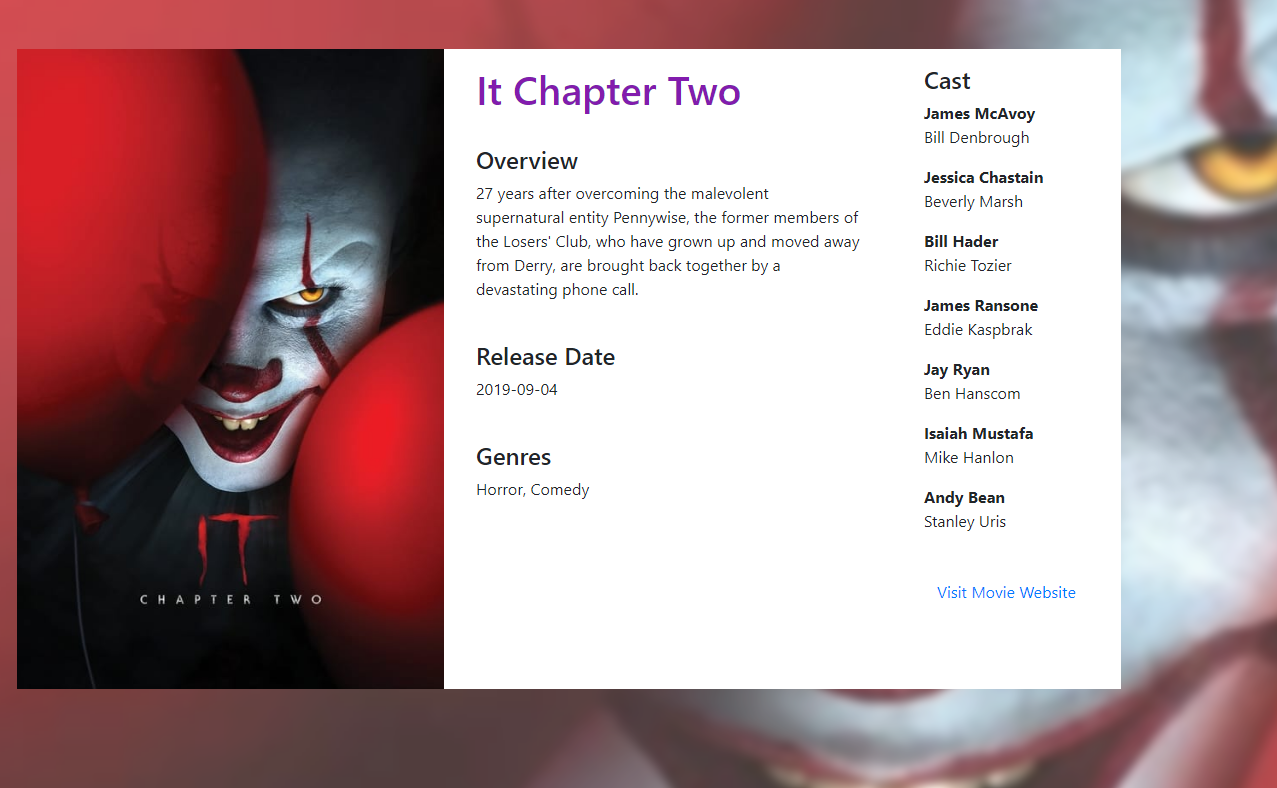 IT
CHAPTER TWO
It Chapter Two
Overview
27 years after overcoming the malevolent
supernatural entity Pennywise, the former members of
the Losers' Club, who have grown up and moved away
from Derry, are brought back together by a
devastating phone call.
Release Date
2019-09-04
Genres
Horror, Comedy
Cast
James McAvoy
Bill Denbrough
Jessica Chastain
Beverly Marsh
Bill Hader
Richie Tozier
James Ransone
Eddie Kaspbrak
Jay Ryan
Ben Hanscom
Isaiah Mustafa
Mike Hanlon
Andy Bean
Stanley Uris
Visit Movie Website